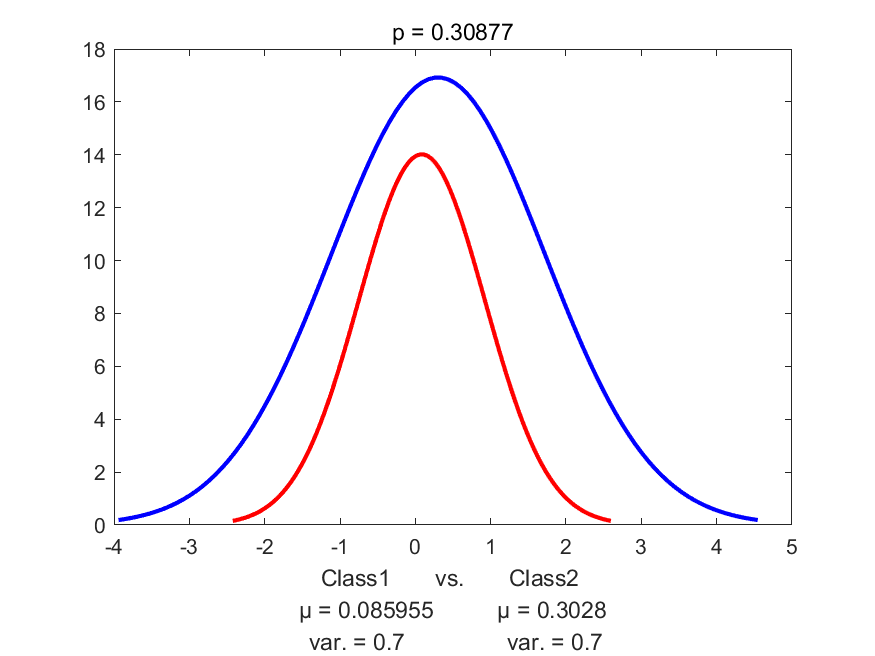 p = 0.30877
18
16
14
12
10
8
6
4
2
0
-4 -3 -2 -1 0 1 2 3 4 5
Class1 vs. Class2
μ = 0.085955 μ = 0.3028
var. = 0.7 var. = 0.7